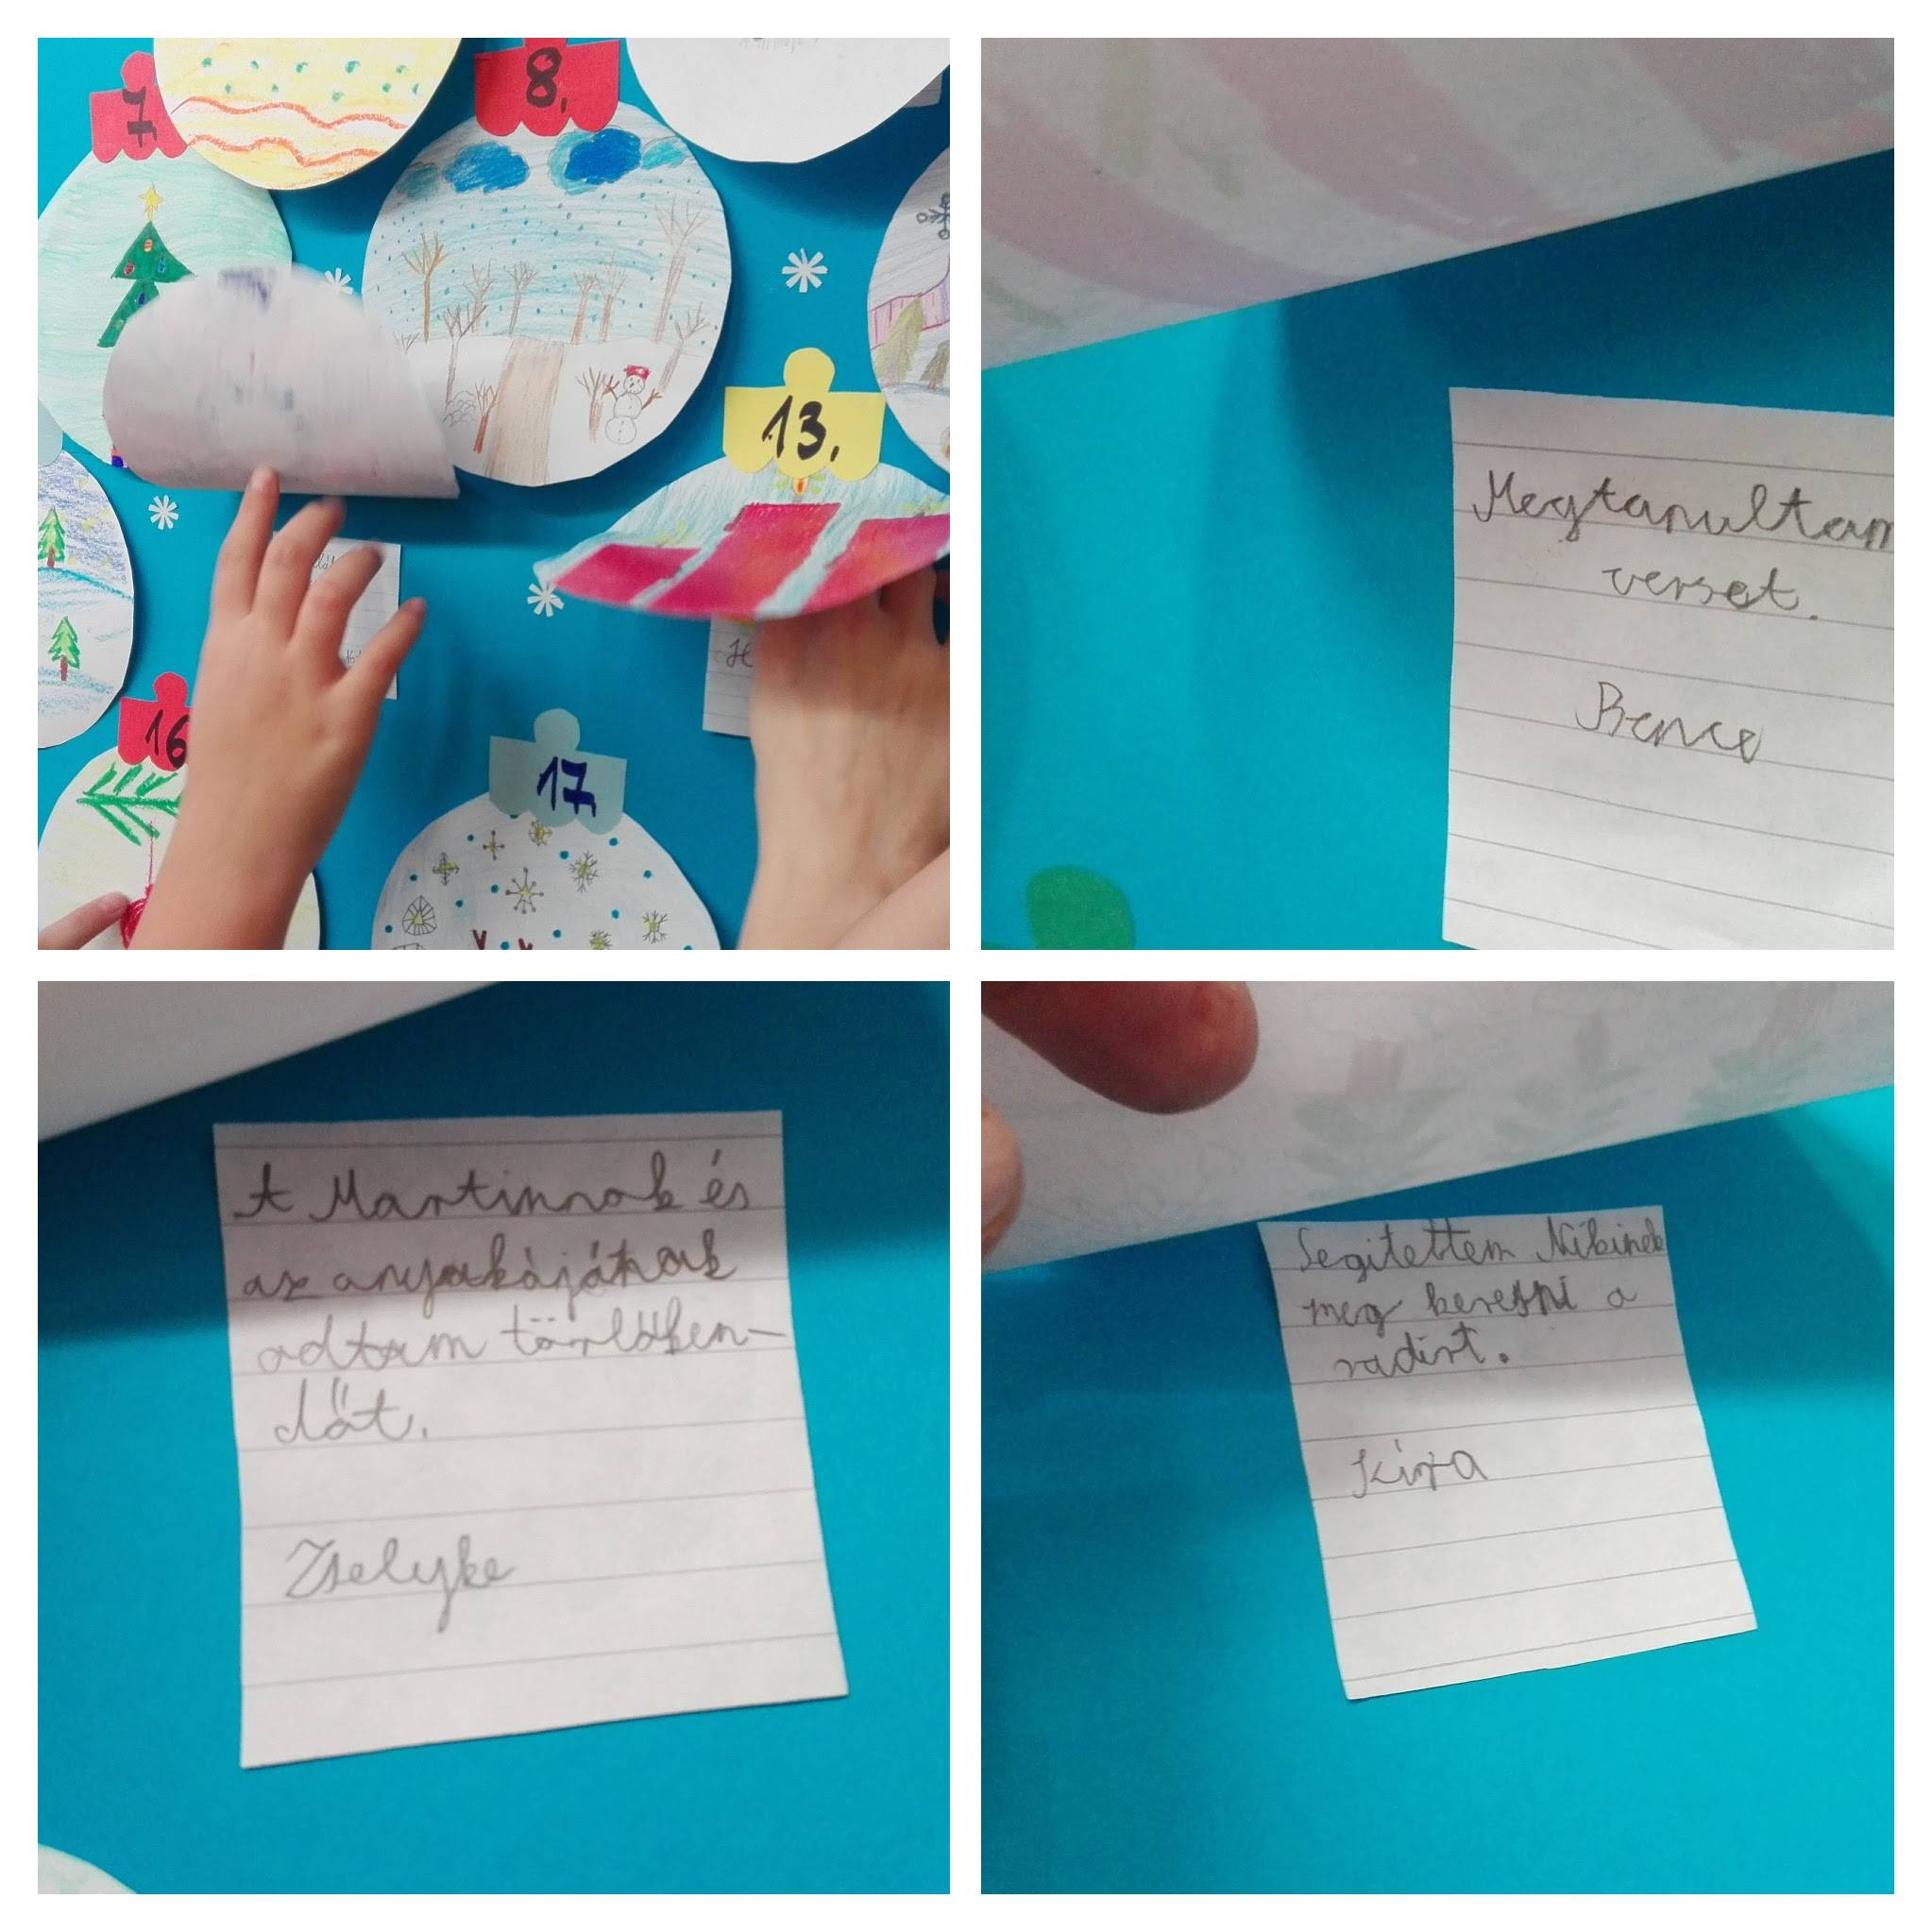 7.
8.
13.
16
17.
Megtanultam
verset.
Bence
A Martinnak és
az anyukájának
adtam törlőken-
dőt.
Zselyke
Segitettem Nikinek
meg keresni a
radírt.
Kira